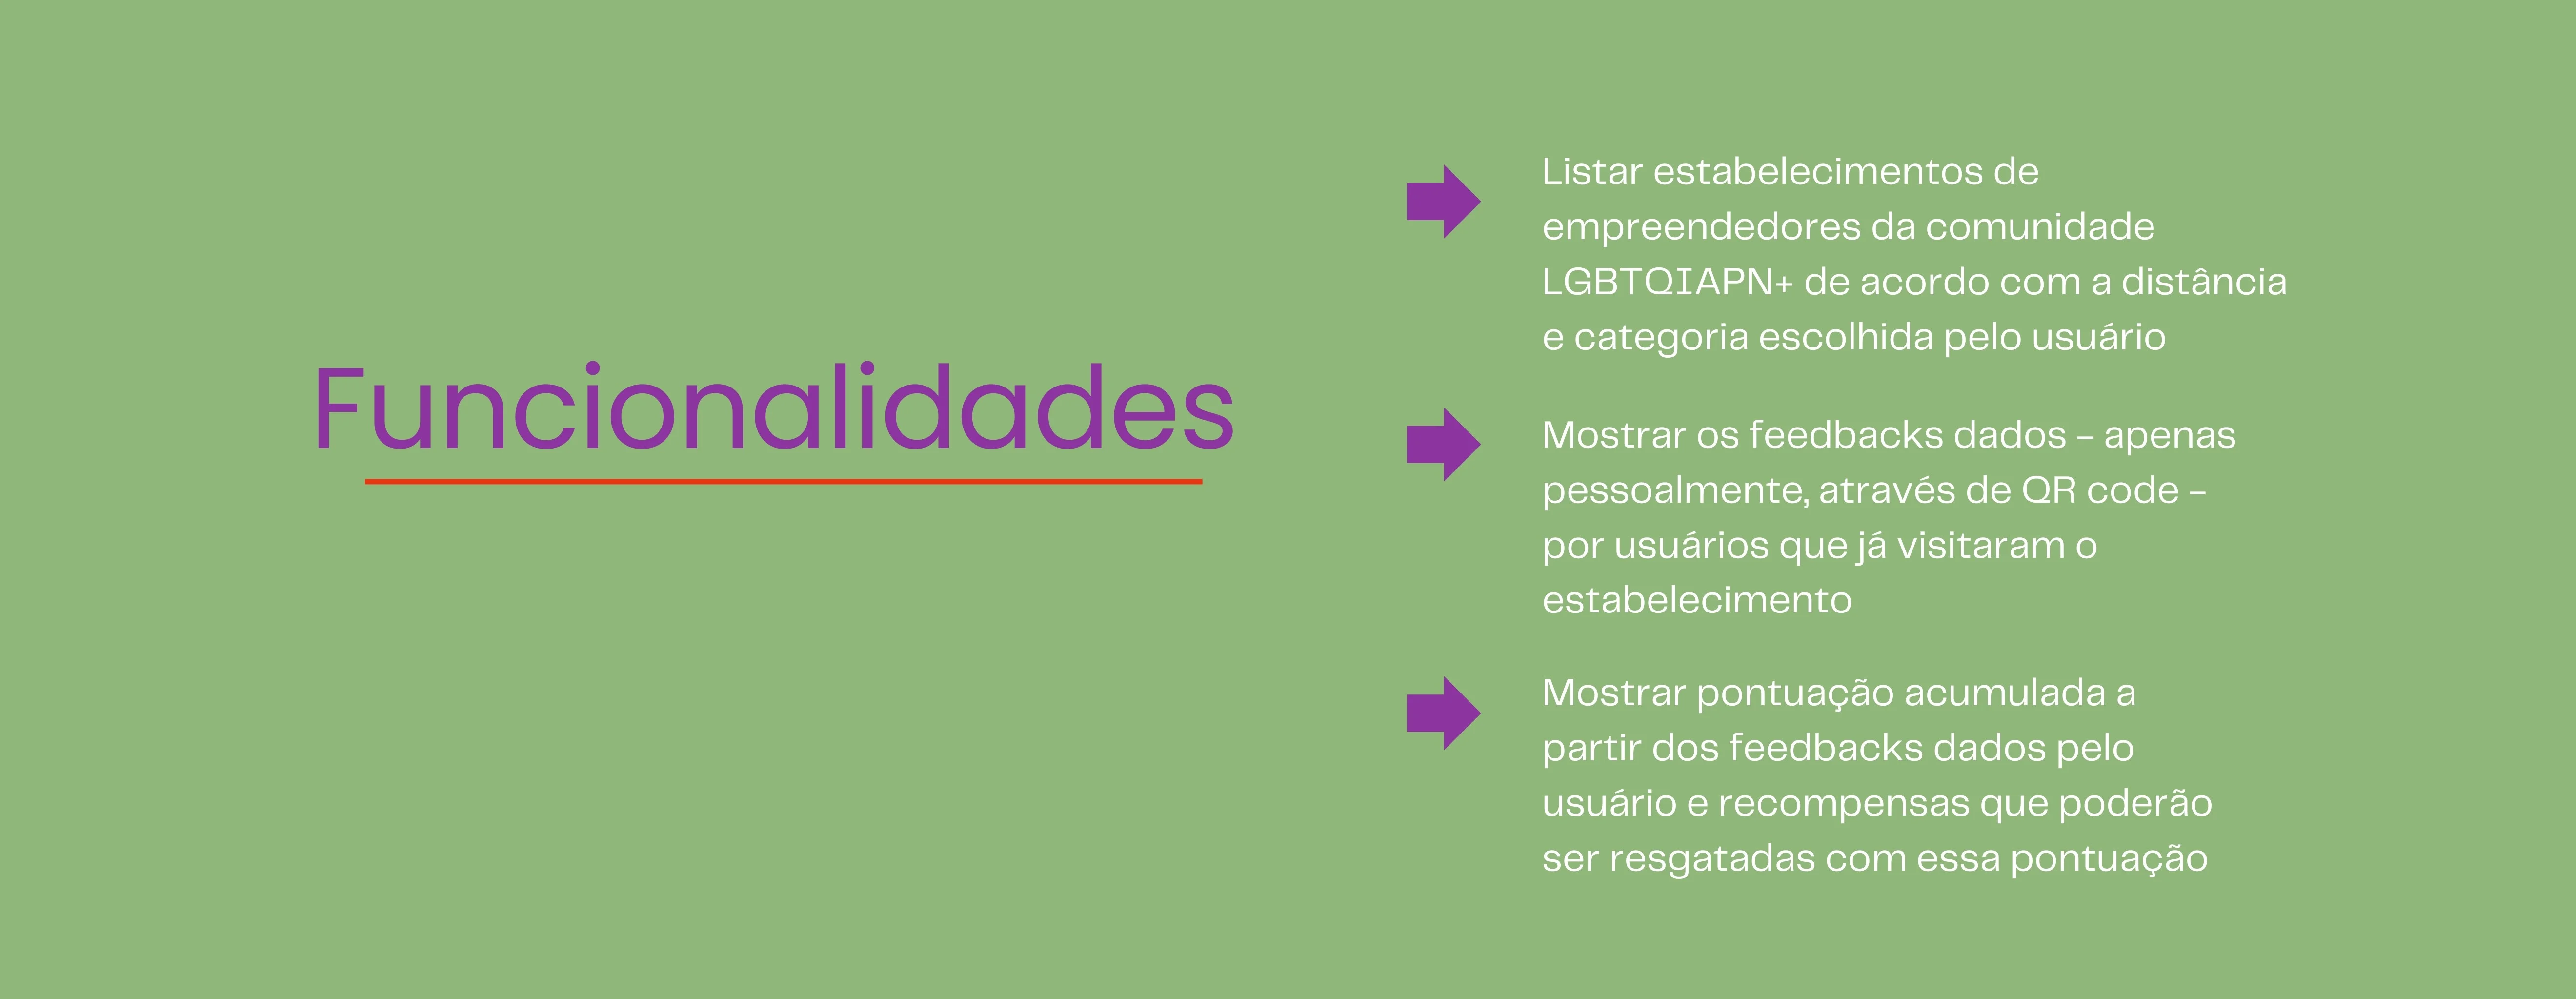 Funcionalidades
Listar estabelecimentos de
empreendedores da comunidade
LGBTQIAPN+ de acordo com a distância
e categoria escolhida pelo usuário
Mostrar os feedbacks dados - apenas
pessoalmente, através de QR code -
por usuários que já visitaram o
estabelecimento
Mostrar pontuação acumulada a
partir dos feedbacks dados pelo
usuário e recompensas que poderão
ser resgatadas com essa pontuação